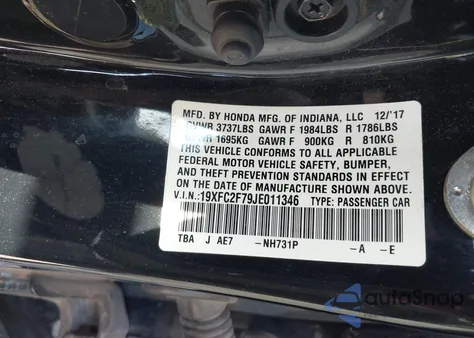 MFD. BY HONDA MFG. OF INDIANA, LLC 12/'17
GVWR 3737LBS GAWR F 1984LBS R 1786LBS
1695KG GAWR F 900KG R 810KG
THIS VEHICLE CONFORMS TO ALL APPLICABLE
FEDERAL MOTOR VEHICLE SAFETY, BUMPER,
AND THEFT PREVENTION STANDARDS IN EFFECT
ON THE DATE OF MANUFACTURE SHOWN ABOVE.
V.I.N.:19XFC2F79JE011346 TYPE: PASSENGER CAR
TBA J AE7 -NH731P -A -E
autoSnap